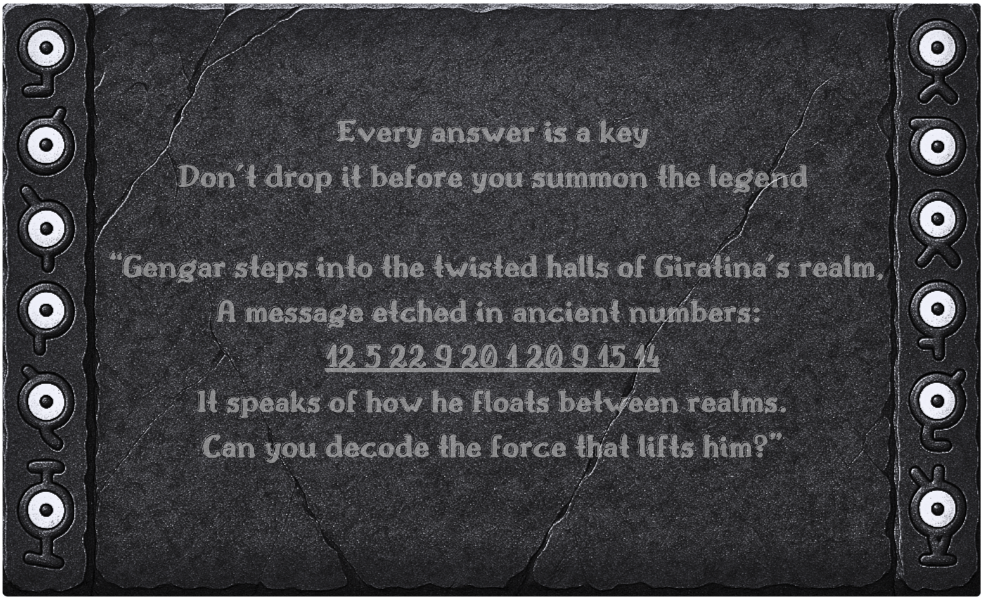 Every answer is a key
Don't drop it before you summon the legend
“Gengar steps into the twisted halls of Giratina's realm,
A message etched in ancient numbers:
12 5 22 9 20 1 20 9 15 14
It speaks of how he floats between realms.
Can you decode the force that lifts him?”